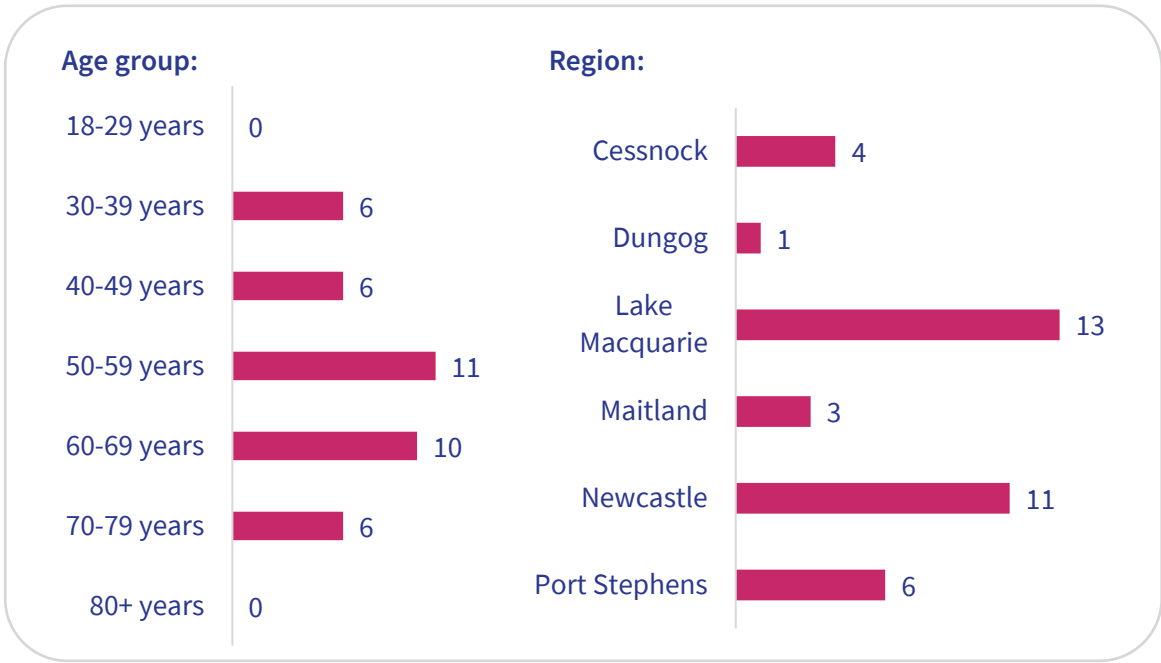 Age group:
18-29 years 0
30-39 years 6
40-49 years 6
50-59 years 11
60-69 years 10
70-79 years 6
80+ years 0
Region:
Cessnock 4
Dungog 1
Lake
Macquarie 13
Maitland 3
Newcastle 11
Port Stephens 6